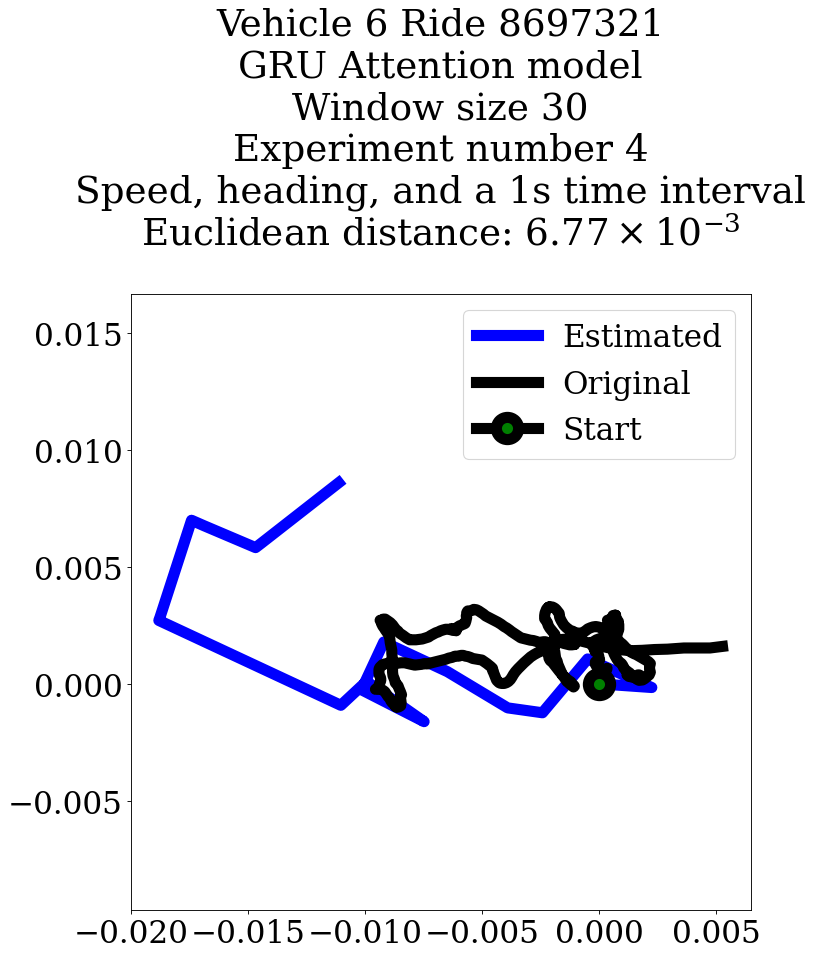 Vehicle 6 Ride 8697321
GRU Attention model
Window size 30
Experiment number 4
Speed, heading, and a 1s time interval
Euclidean distance: 6.77 × 10⁻³
Estimated
Original
Start
0.015
0.010
0.005
0.000
−0.005
−0.020 −0.015 −0.010 −0.005 0.000 0.005